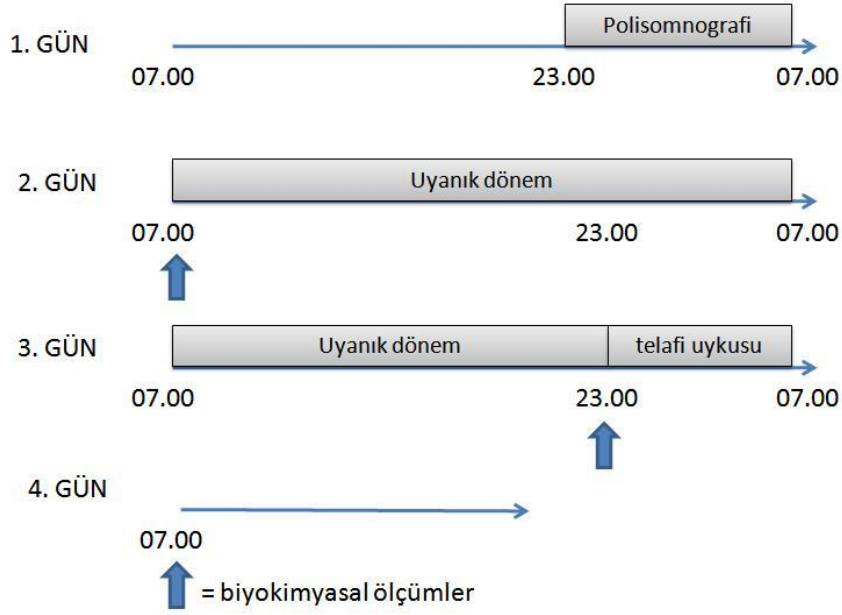 Polisomnografi
1. GÜN
07.00 23.00 07.00
2. GÜN Uyanık dönem
07.00 23.00 07.00
3. GÜN Uyanık dönem telafi uykusu
07.00 23.00 07.00
4. GÜN
07.00
= biyokimyasal ölçümler